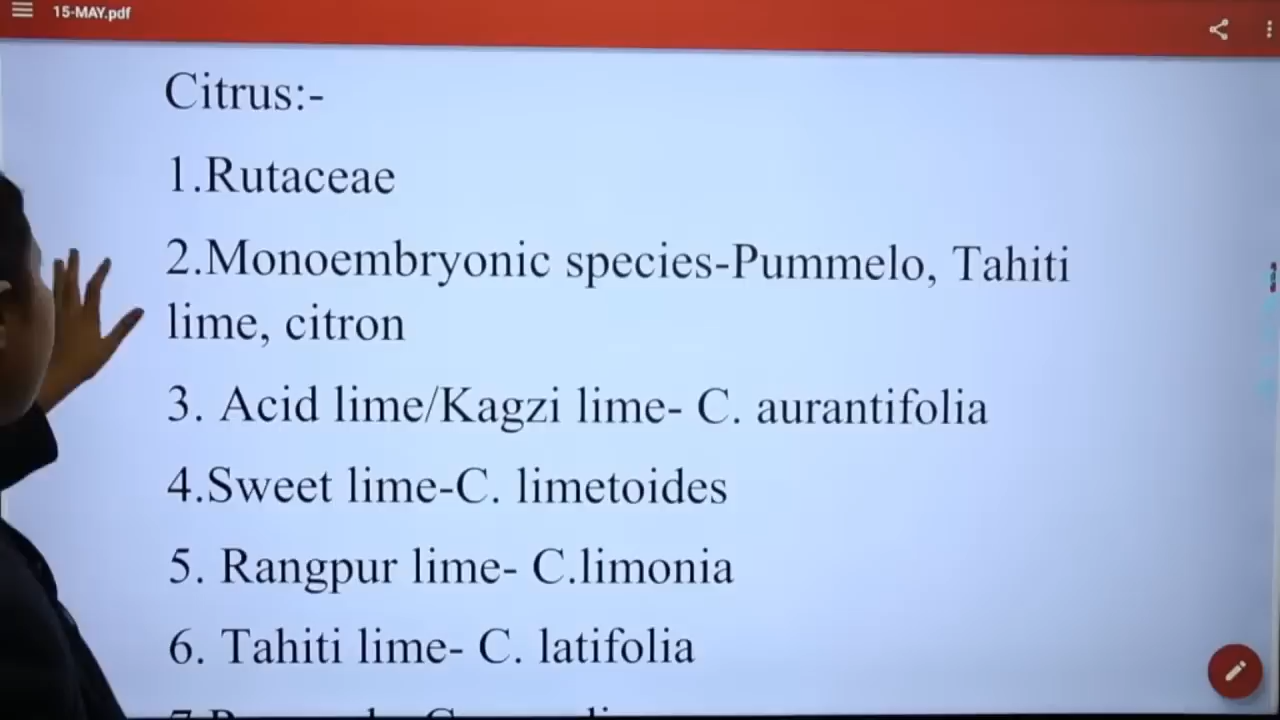 15-MAY.pdf
Citrus:-
1.Rutaceae
2.Monoembryonic species-Pummelo, Tahiti
lime, citron
3. Acid lime/Kagzi lime- C. aurantifolia
4.Sweet lime-C. limetoides
5. Rangpur lime- C.limonia
6. Tahiti lime- C. latifolia